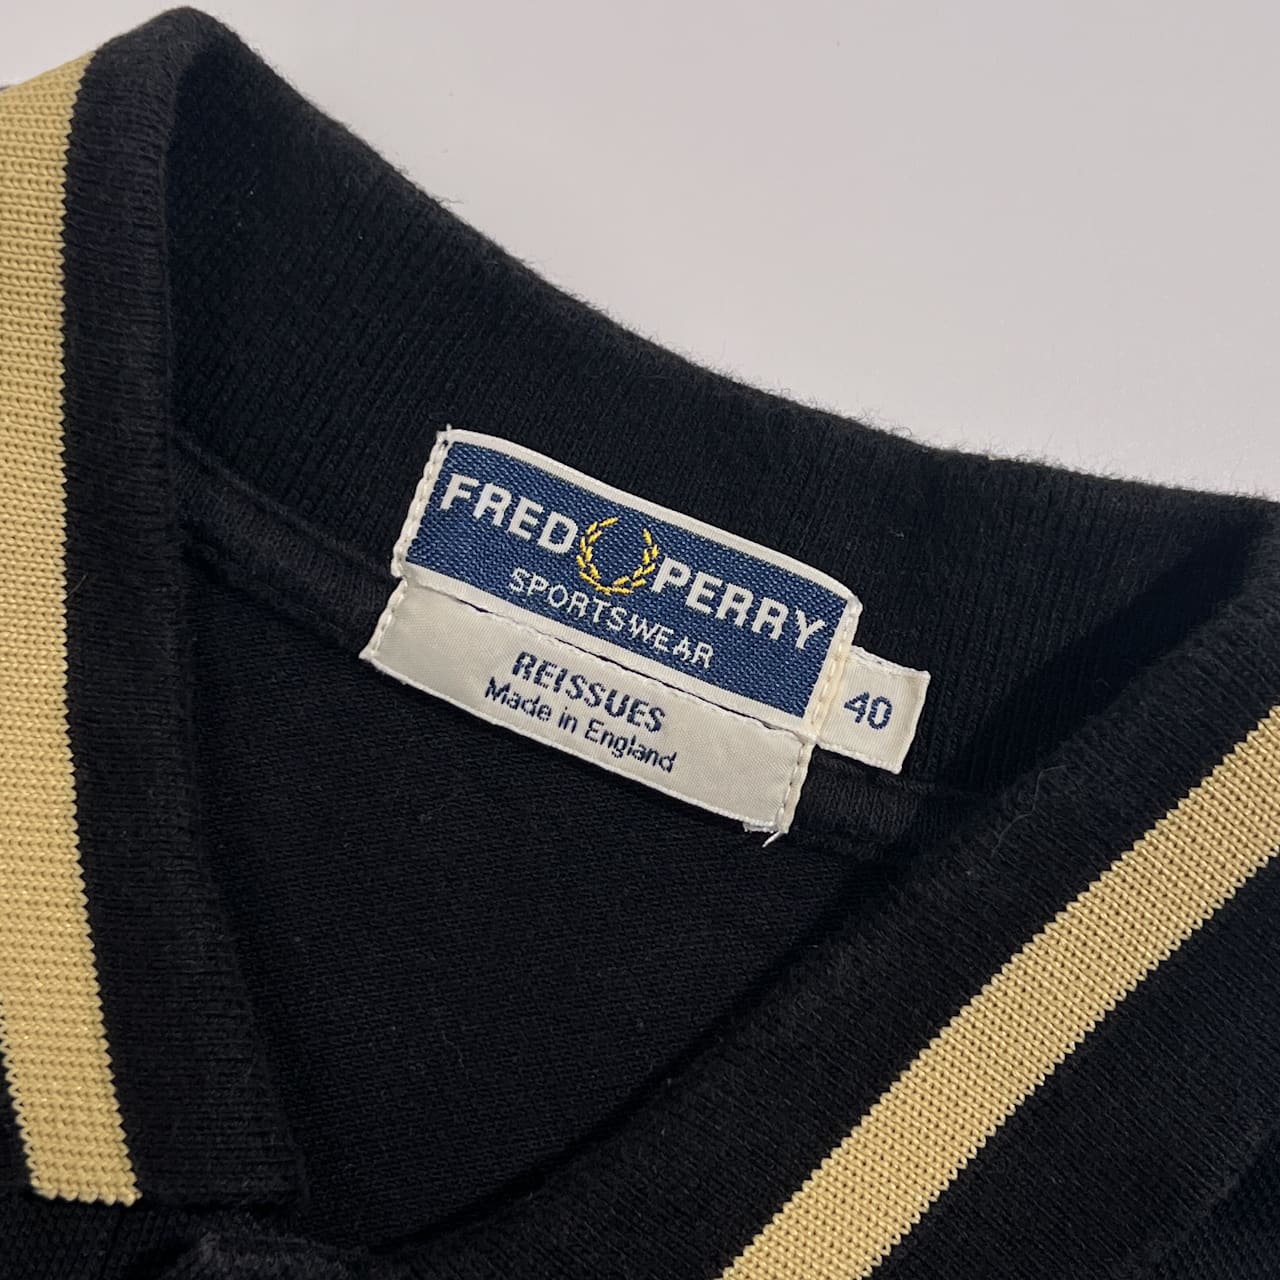 FRED PERRY
SPORTSWEAR
REISSUES
Made in England
40